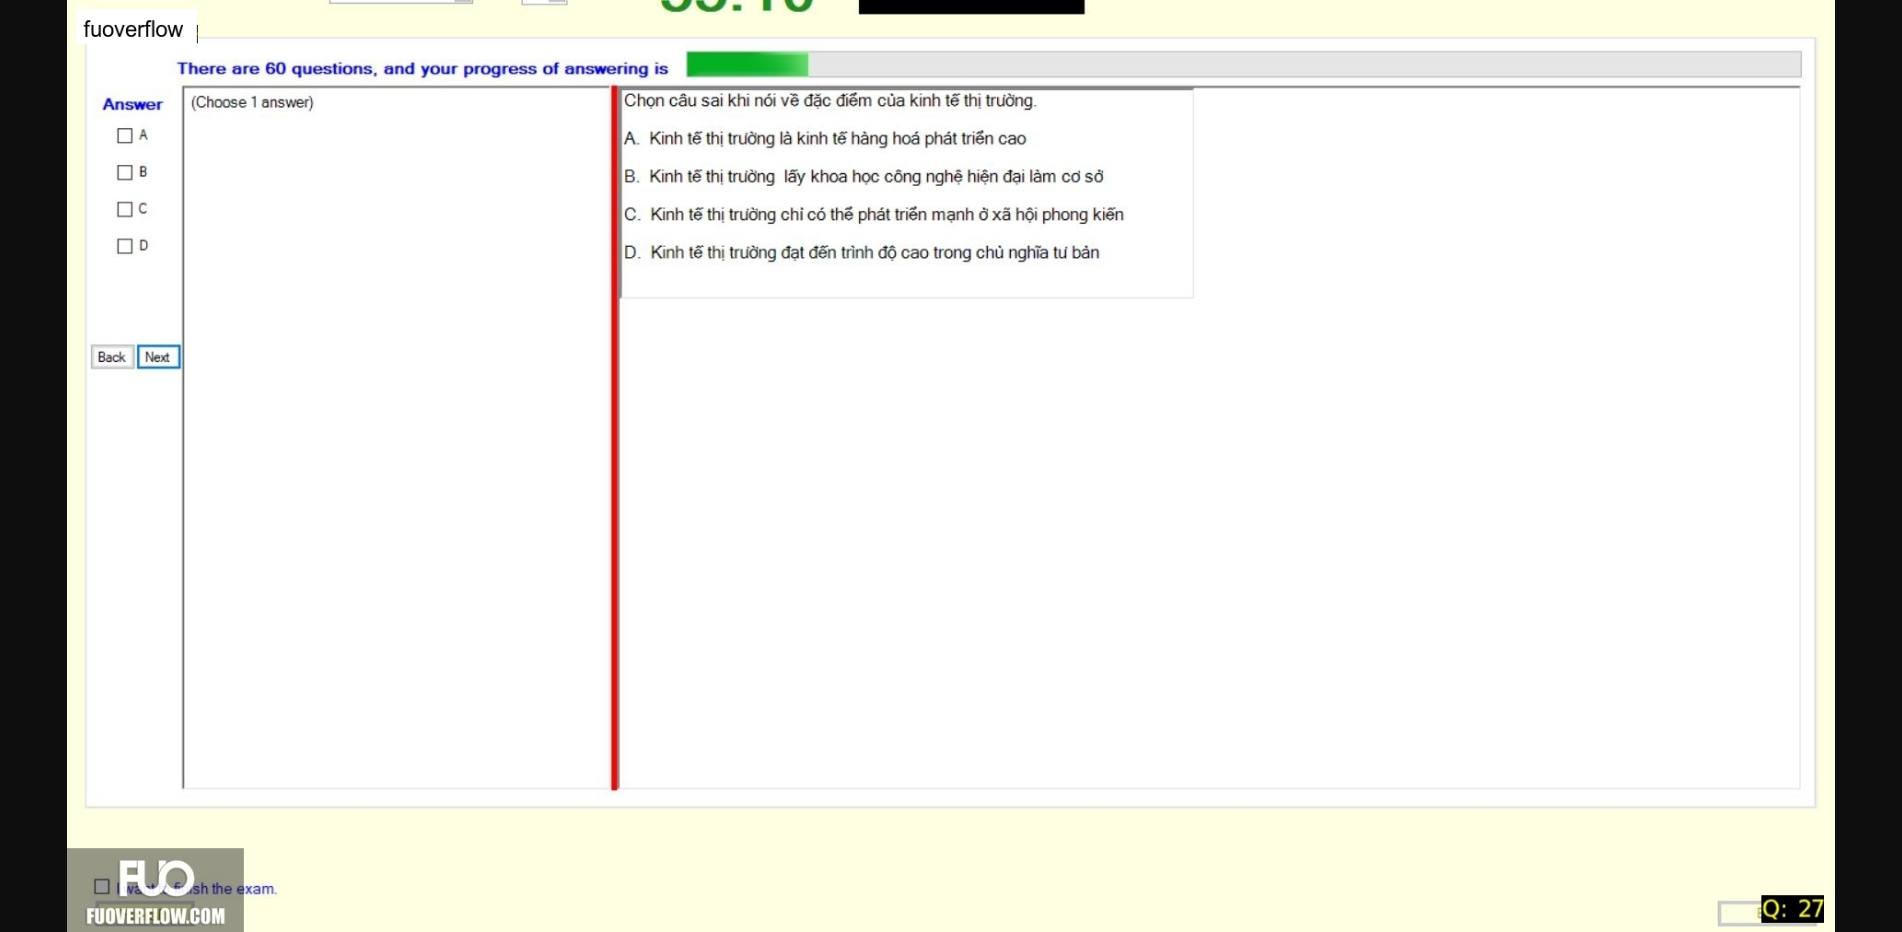 fuoverflow
There are 60 questions, and your progress of answering is
Answer
(Choose 1 answer)
A
B
C
D
Back Next
Chọn câu sai khi nói về đặc điểm của kinh tế thị trường.
A. Kinh tế thị trường là kinh tế hàng hoá phát triển cao
B. Kinh tế thị trường lấy khoa học công nghệ hiện đại làm cơ sở
C. Kinh tế thị trường chỉ có thể phát triển mạnh ở xã hội phong kiến
D. Kinh tế thị trường đạt đến trình độ cao trong chủ nghĩa tư bản
FUO
the exam.
FUOVERFLOW.COM
Q: 27